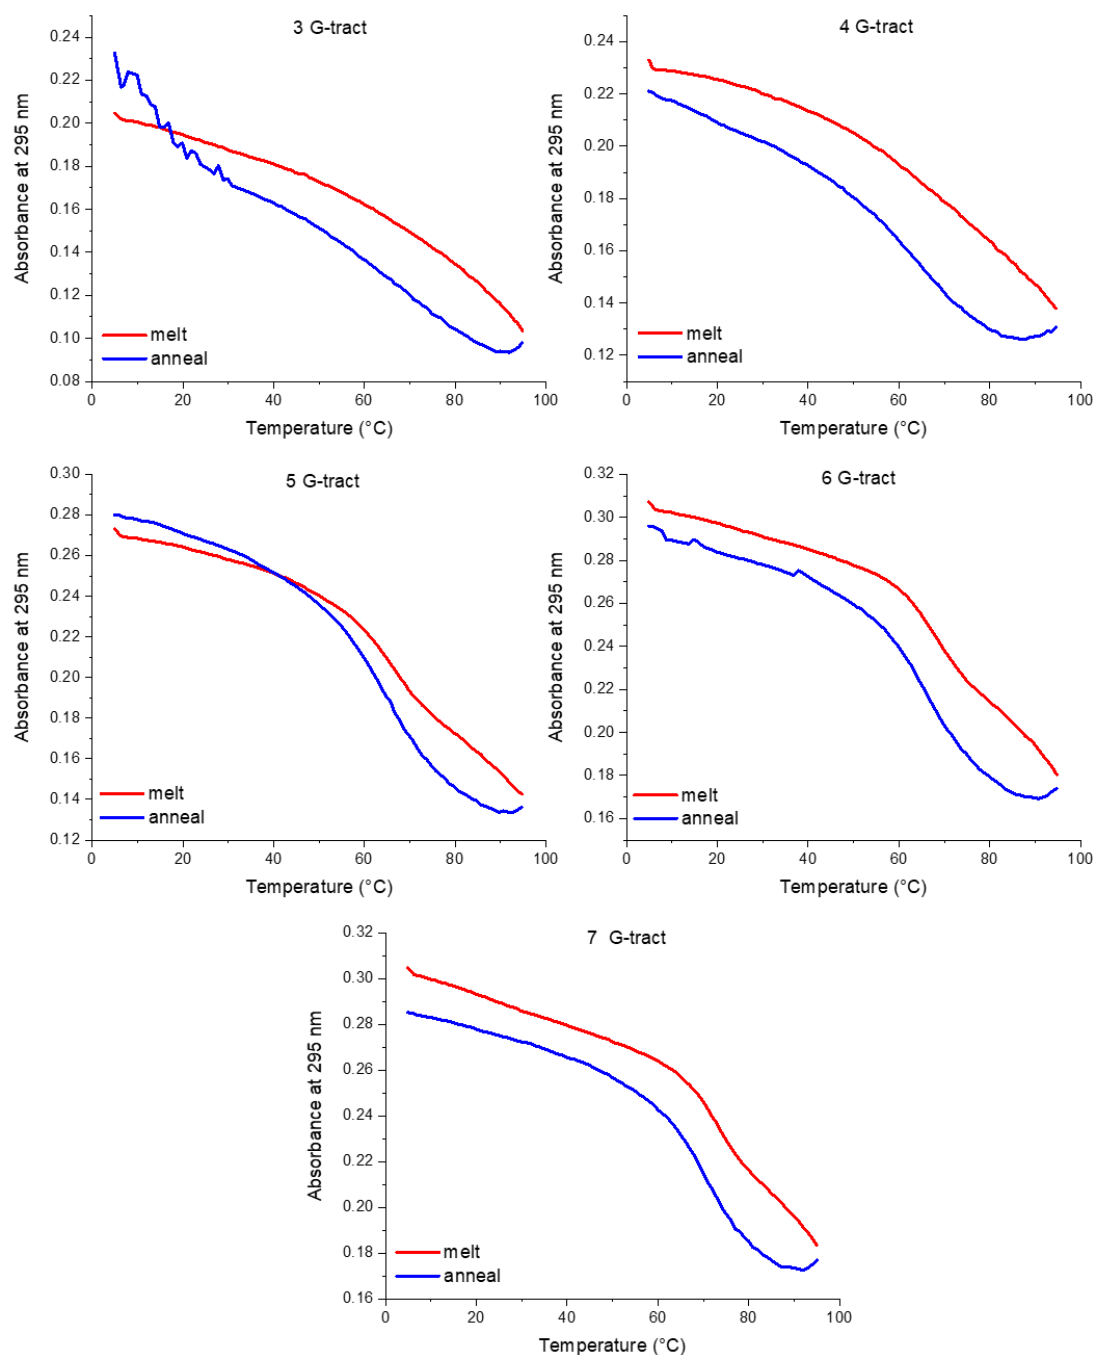 3 G-tract
0.24
0.22
0.20
0.18
0.16
0.14
0.12
0.10
0.08
Absorbance at 295 nm
melt
anneal
0 20 40 60 80 100
Temperature (°C)
4 G-tract
0.24
0.22
0.20
0.18
0.16
0.14
0.12
Absorbance at 295 nm
melt
anneal
0 20 40 60 80 100
Temperature (°C)
5 G-tract
0.30
0.28
0.26
0.24
0.22
0.20
0.18
0.16
0.14
0.12
Absorbance at 295 nm
melt
anneal
0 20 40 60 80 100
Temperature (°C)
6 G-tract
0.32
0.30
0.28
0.26
0.24
0.22
0.20
0.18
0.16
Absorbance at 295 nm
melt
anneal
0 20 40 60 80 100
Temperature (°C)
7 G-tract
0.32
0.30
0.28
0.26
0.24
0.22
0.20
0.18
0.16
Absorbance at 295 nm
melt
anneal
0 20 40 60 80 100
Temperature (°C)